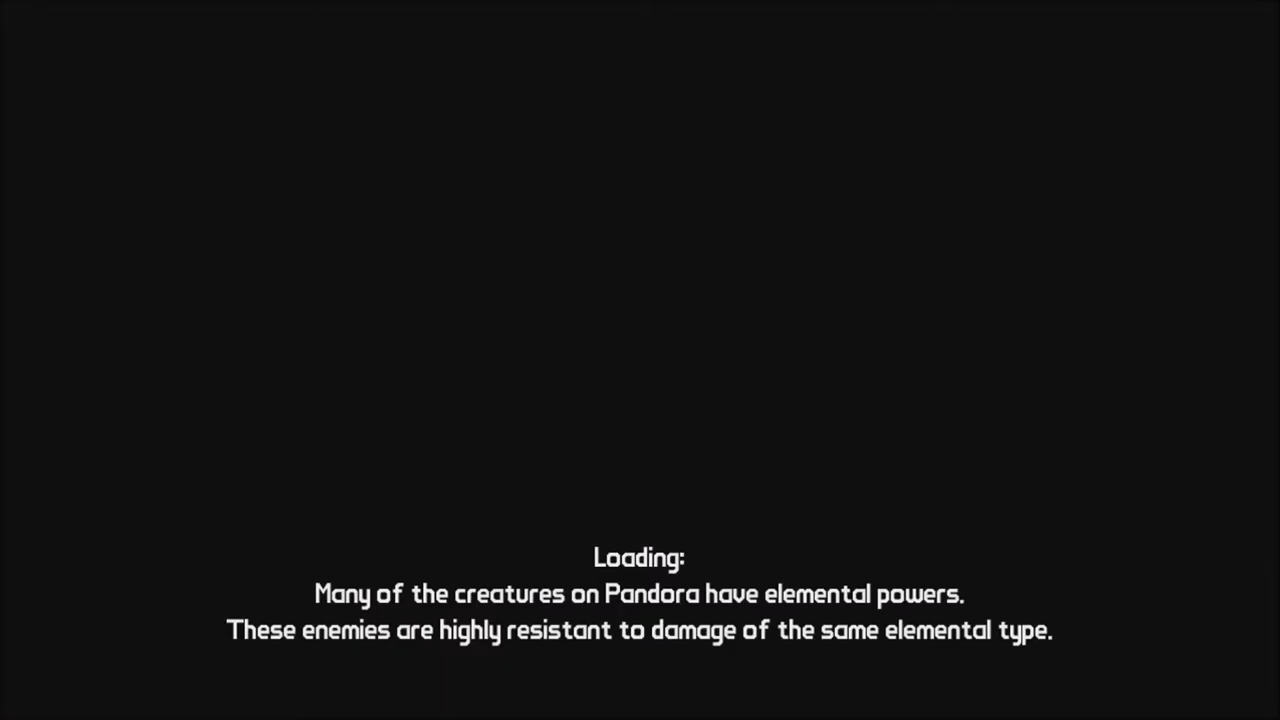 Loading:
Many of the creatures on Pandora have elemental powers.
These enemies are highly resistant to damage of the same elemental type.